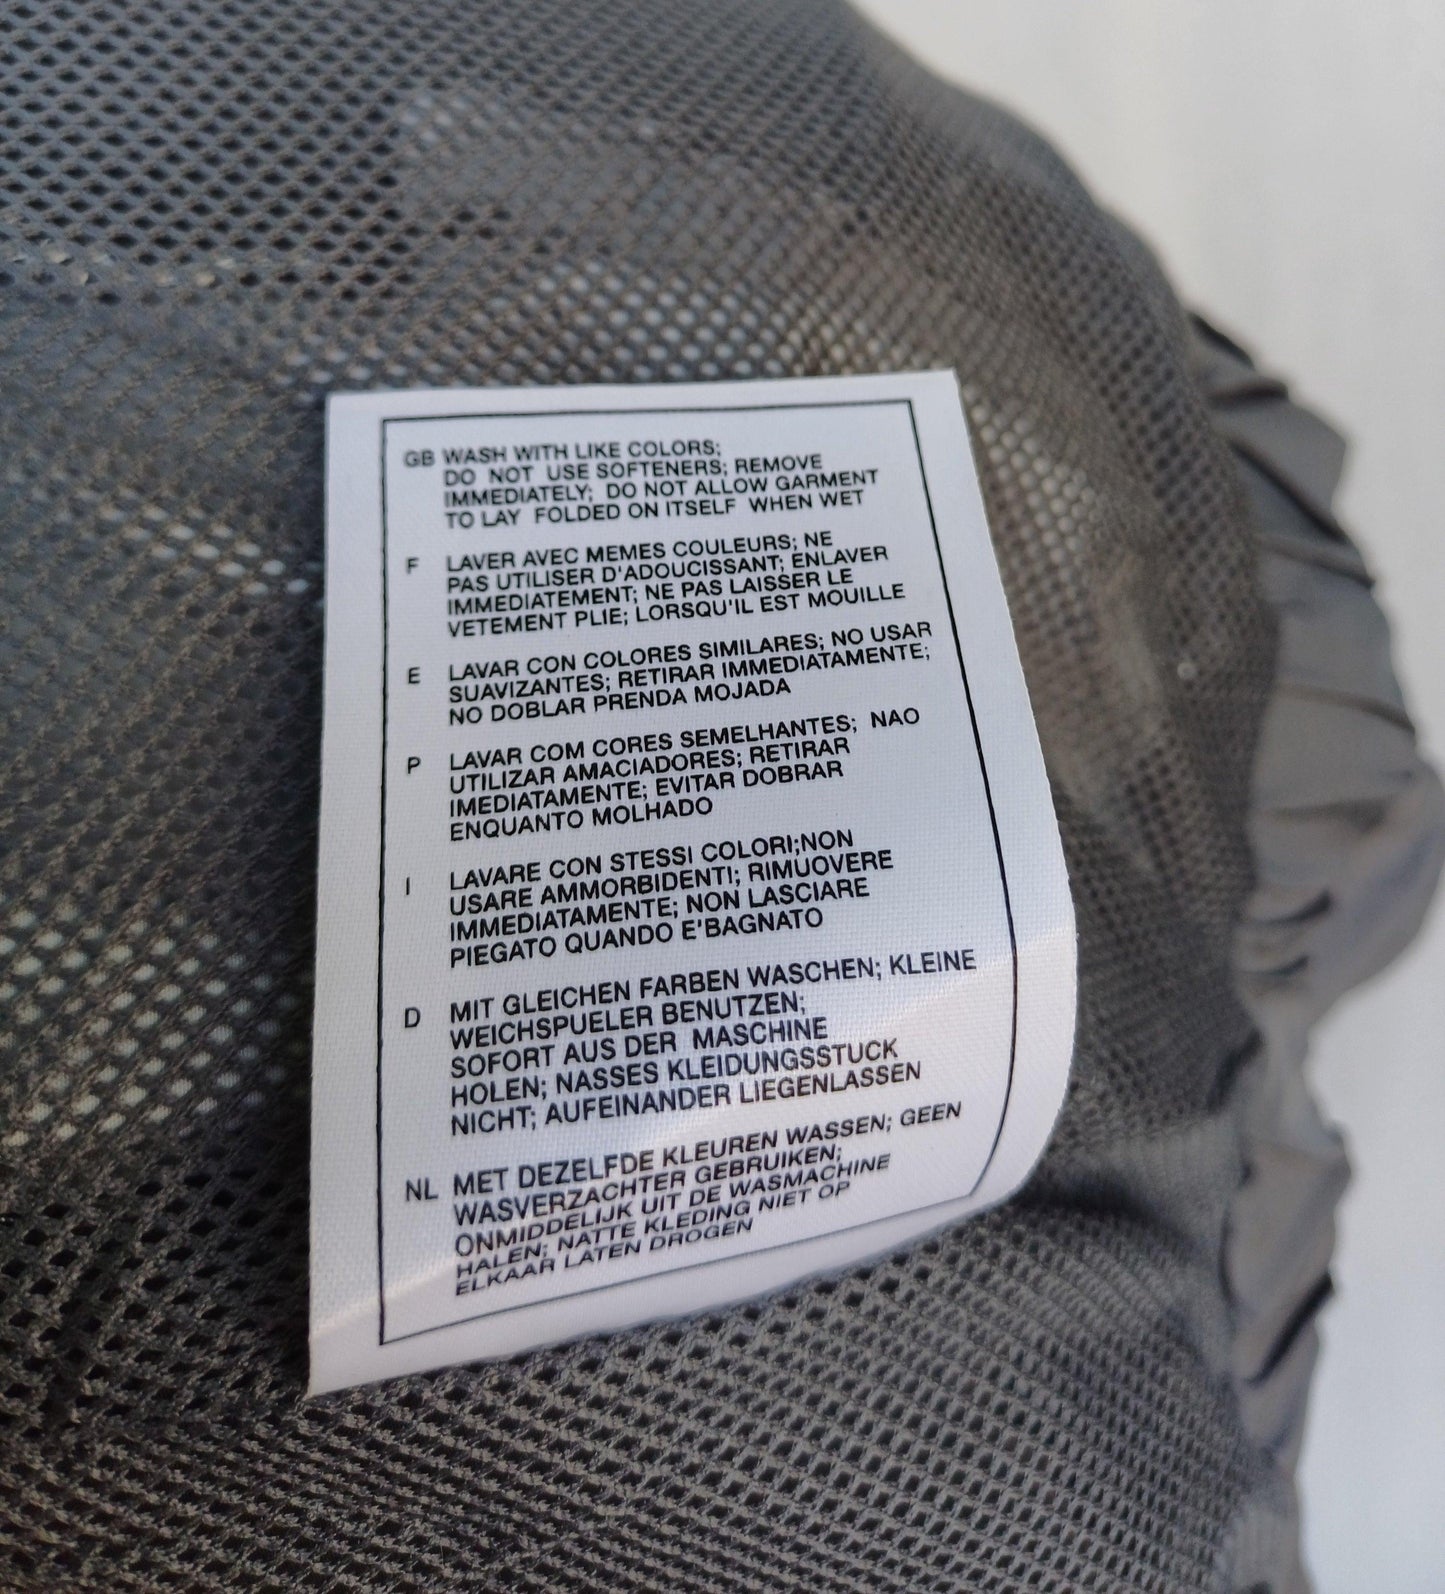 GB WASH WITH LIKE COLORS;
DO NOT USE SOFTENERS; REMOVE
IMMEDIATELY; DO NOT ALLOW GARMENT
TO LAY FOLDED ON ITSELF WHEN WET
F LAVER AVEC MEMES COULEURS; NE
PAS UTILISER D'ADOUCISSANT; ENLAVER
IMMEDIATEMENT; NE PAS LAISSER LE
VETEMENT PLIE; LORSQU'IL EST MOUILLE
E LAVAR CON COLORES SIMILARES; NO USAR
SUAVIZANTES; RETIRAR IMMEDIATAMENTE;
NO DOBLAR PRENDA MOJADA
P LAVAR COM CORES SEMELHANTES; NAO
UTILIZAR AMACIADORES; RETIRAR
IMEDIATAMENTE; EVITAR DOBRAR
ENQUANTO MOLHADO
I LAVARE CON STESSI COLORI;NON
USARE AMMORBIDENTI; RIMUOVERE
IMMEDIATAMENTE; NON LASCIARE
PIEGATO QUANDO E'BAGNATO
D MIT GLEICHEN FARBEN WASCHEN; KLEINE
WEICHSPUELER BENUTZEN;
SOFORT AUS DER MASCHINE
HOLEN; NASSES KLEIDUNGSSTUCK
NICHT; AUFEINANDER LIEGENLASSEN
NL MET DEZELFDE KLEUREN WASSEN; GEEN
WASVERZACHTER GEBRUIKEN;
ONMIDDELIJK UIT DE WASMACHINE
HALEN; NATTE KLEDING NIET OP
ELKAAR LATEN DROGEN